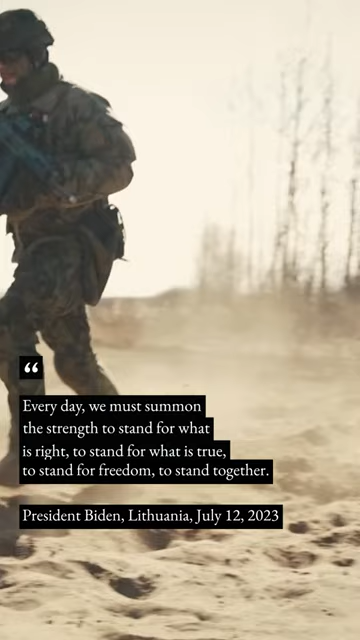 “
Every day, we must summon
the strength to stand for what
is right, to stand for what is true,
to stand for freedom, to stand together.
President Biden, Lithuania, July 12, 2023